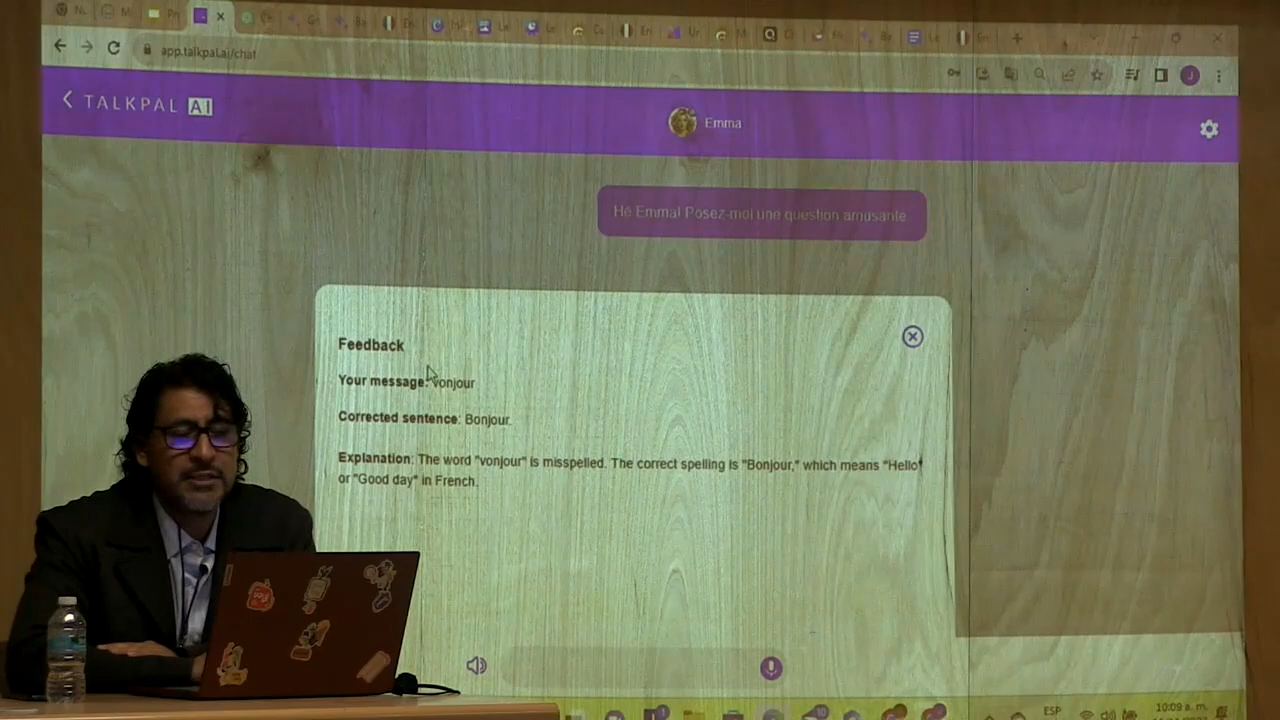 app.talkpal.ai/chat
TALKPAL AI
Emma
Hé Emma! Posez-moi une question amusante.
Feedback
Your message: vonjour
Corrected sentence: Bonjour.
Explanation: The word "vonjour" is misspelled. The correct spelling is "Bonjour," which means "Hello"
or "Good day" in French.
ESP
10:09 a. m.